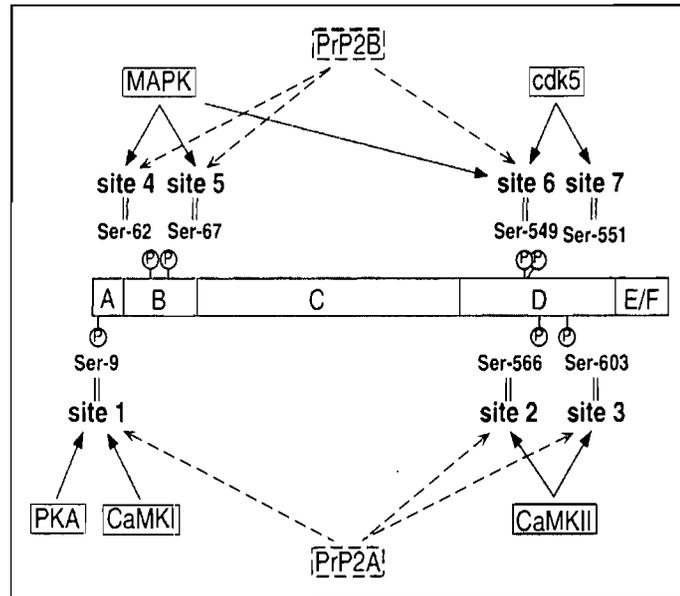 PrP2B
MAPK
cdk5
site 4 site 5
site 6 site 7
Ser-62 Ser-67
Ser-549 Ser-551
P P
P P
A B C D E/F
P
P P
Ser-9
Ser-566 Ser-603
site 1
site 2 site 3
PKA CaMKI
CaMKII
PrP2A